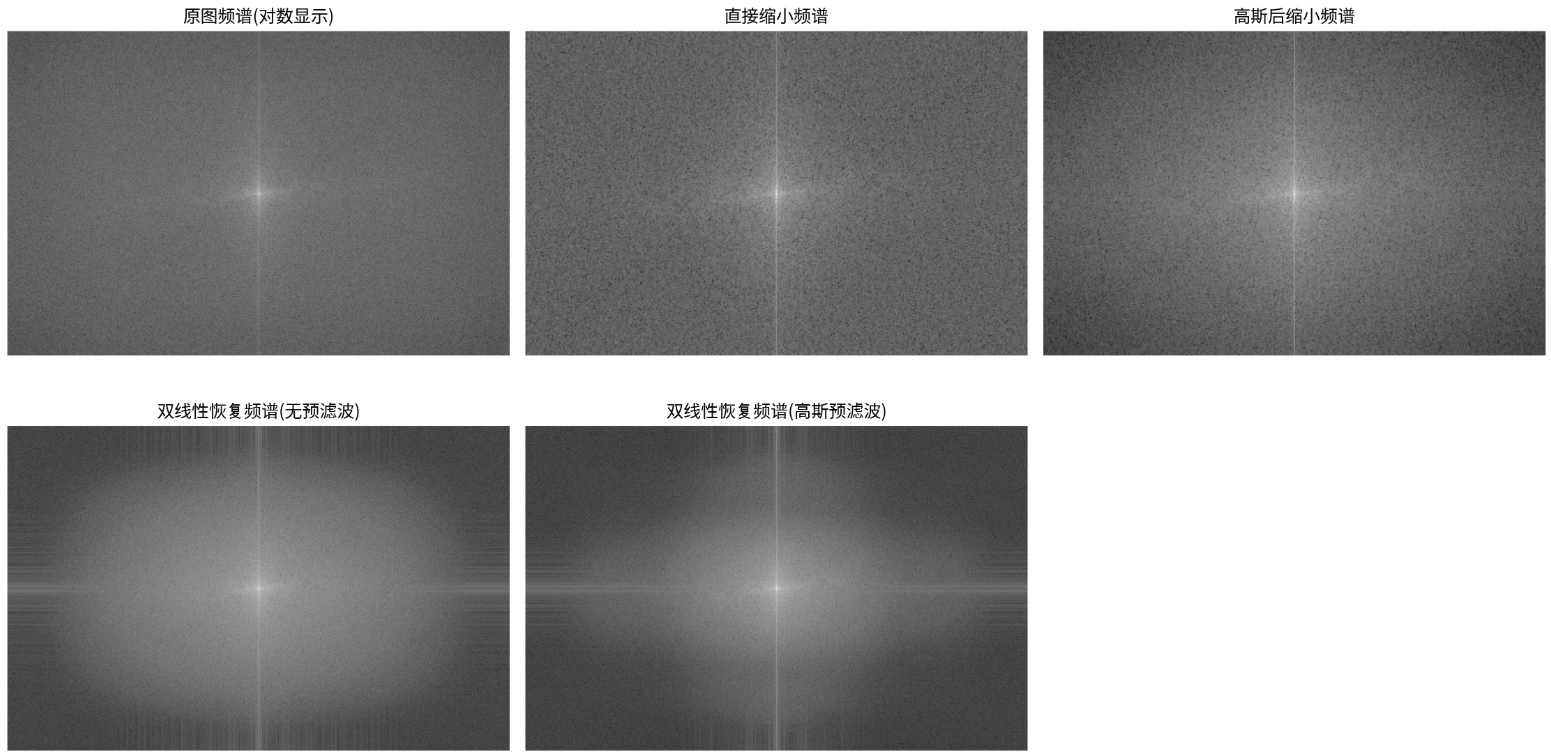 原图频谱(对数显示)
直接缩小频谱
高斯后缩小频谱
双线性恢复频谱(无预滤波)
双线性恢复频谱(高斯预滤波)